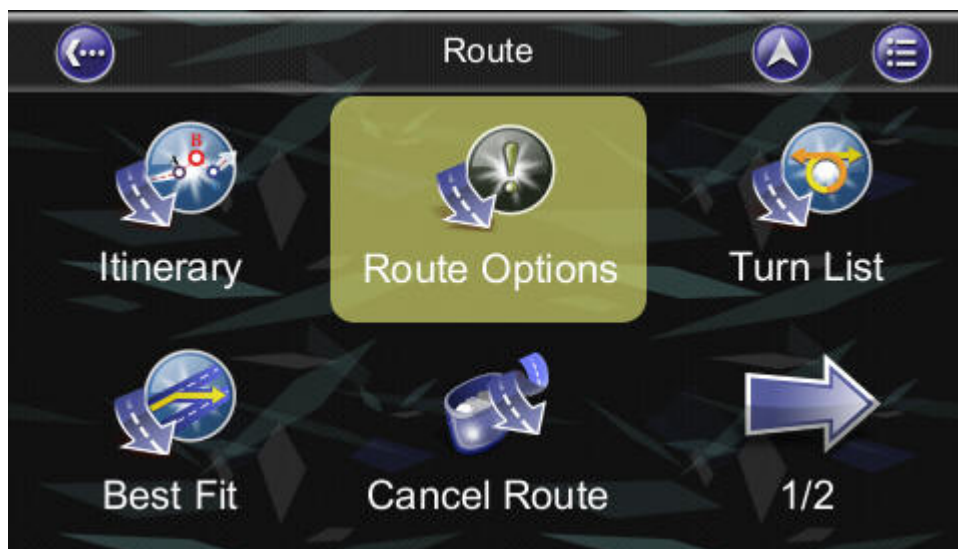 Route
Itinerary
Route Options
Turn List
Best Fit
Cancel Route
1/2
A
B